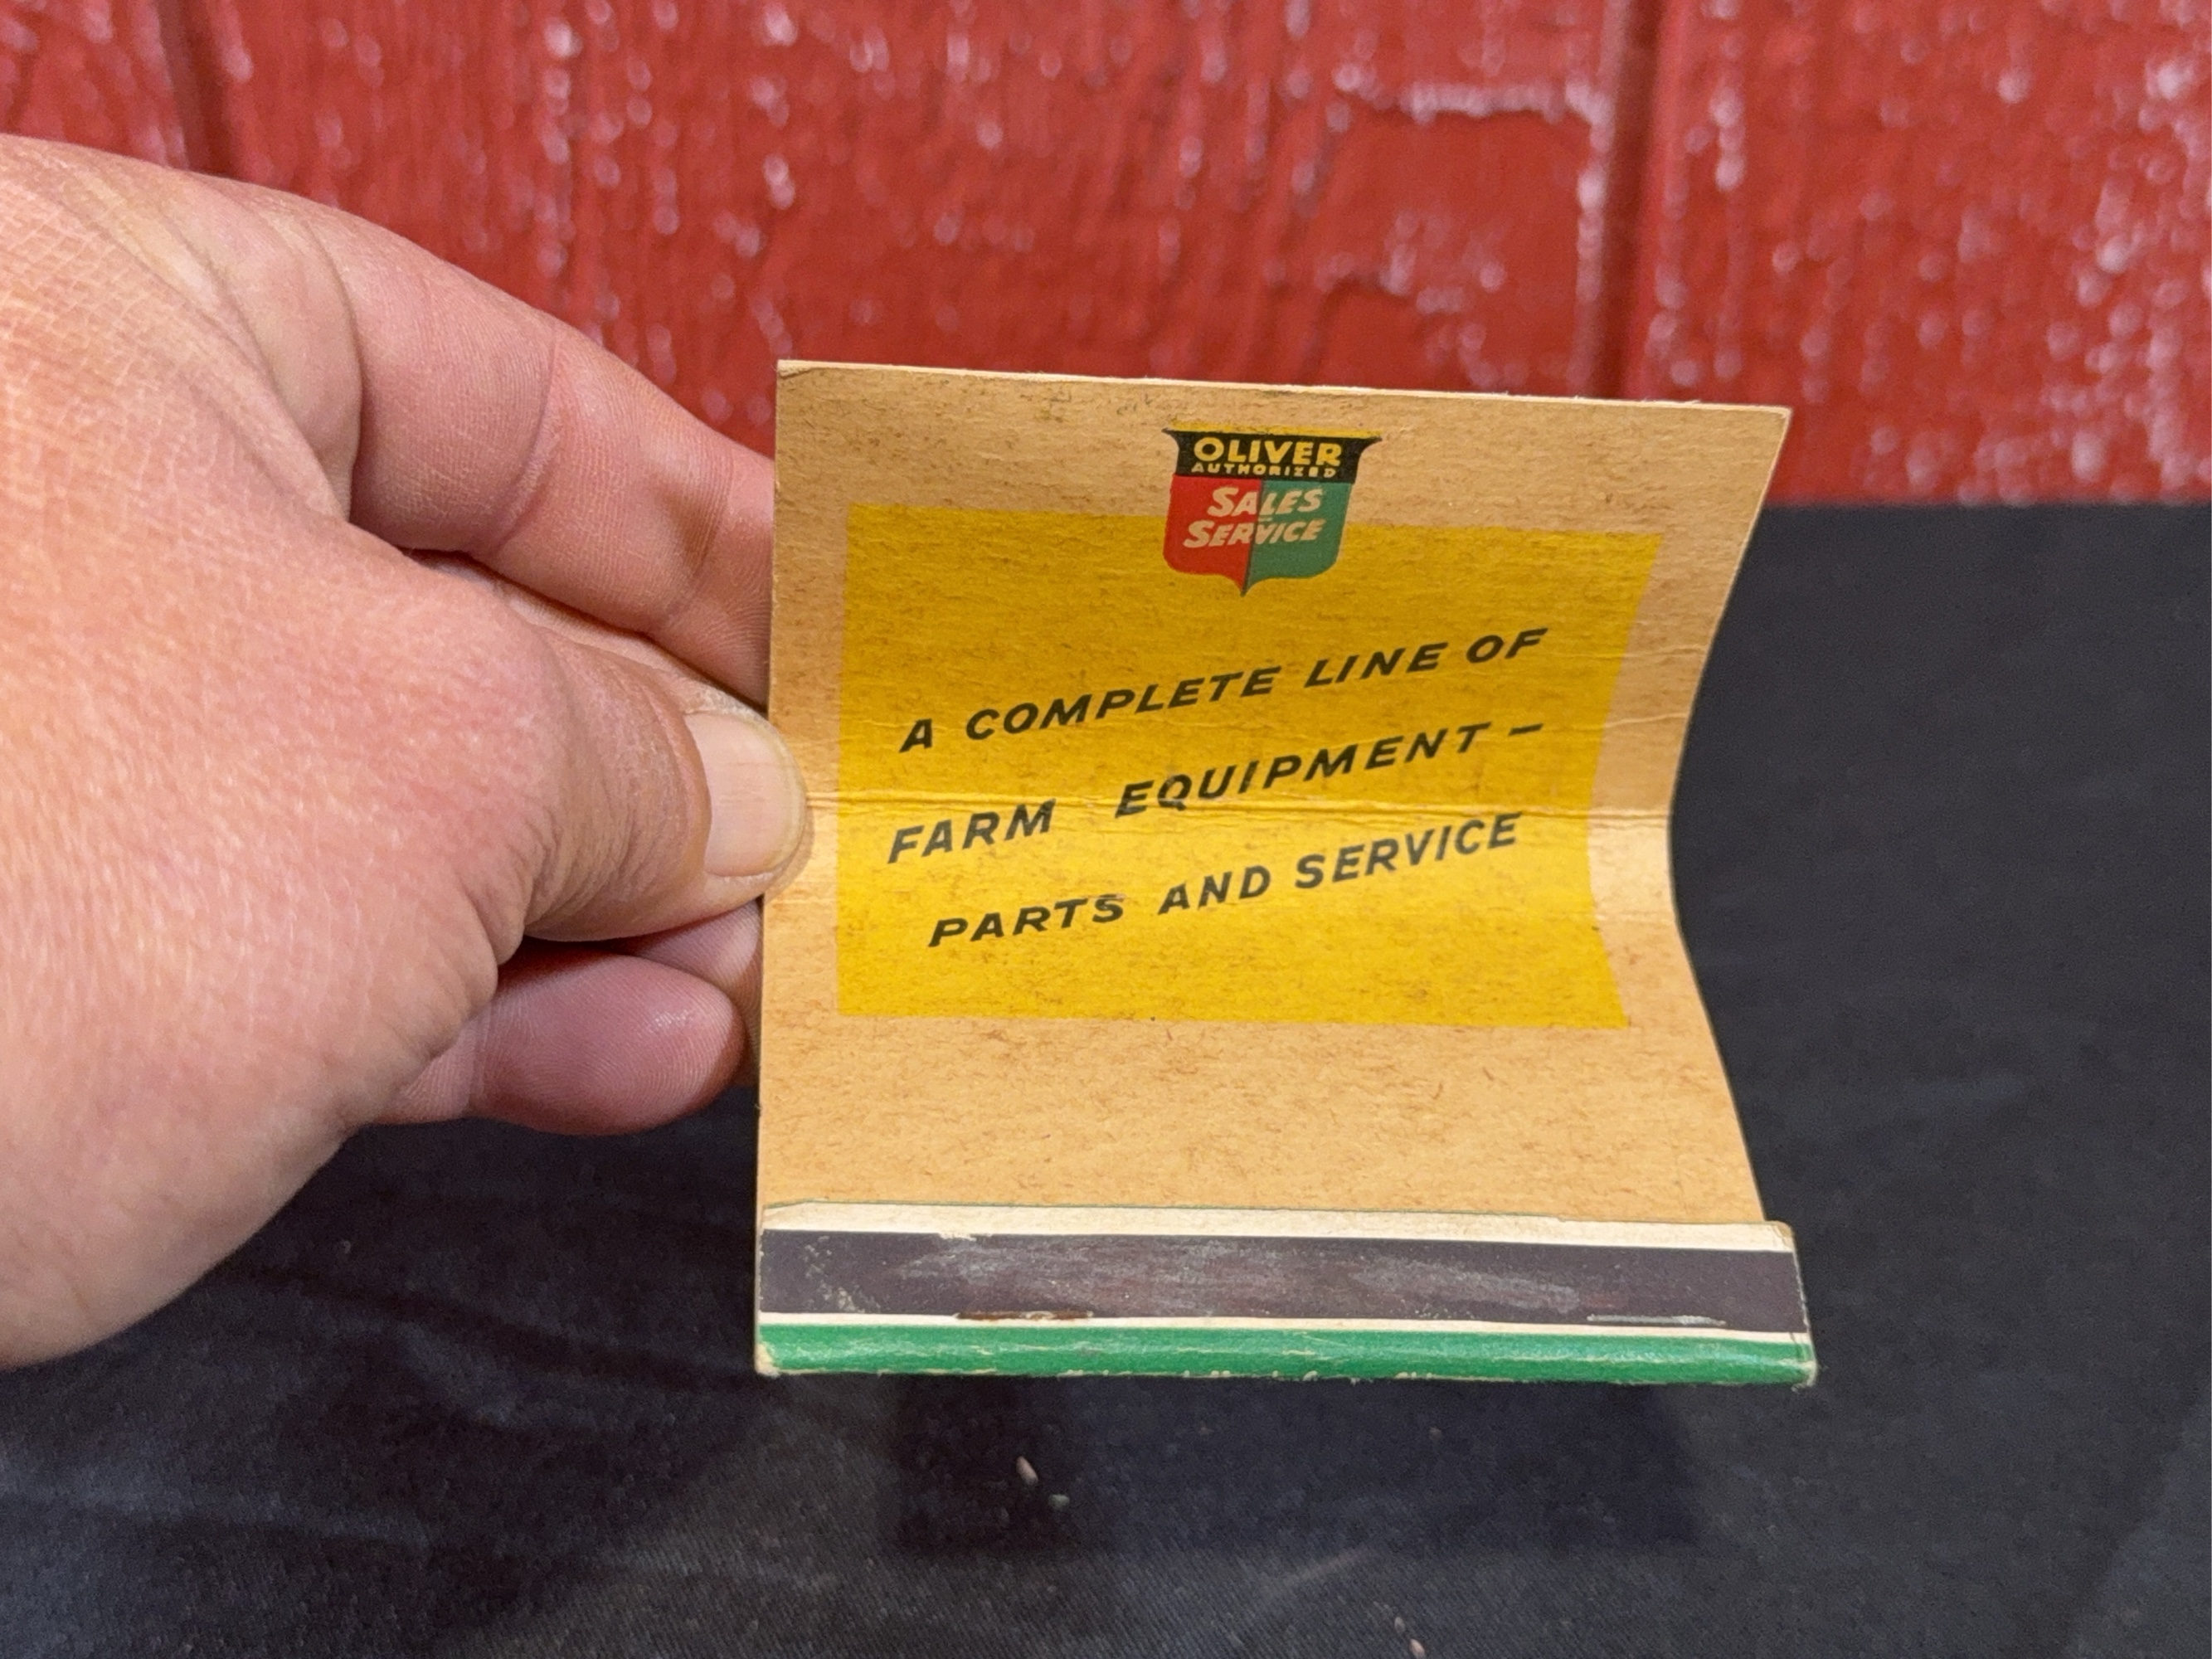 OLIVER
AUTHORIZED
SALES
SERVICE
A COMPLETE LINE OF
FARM EQUIPMENT -
PARTS AND SERVICE